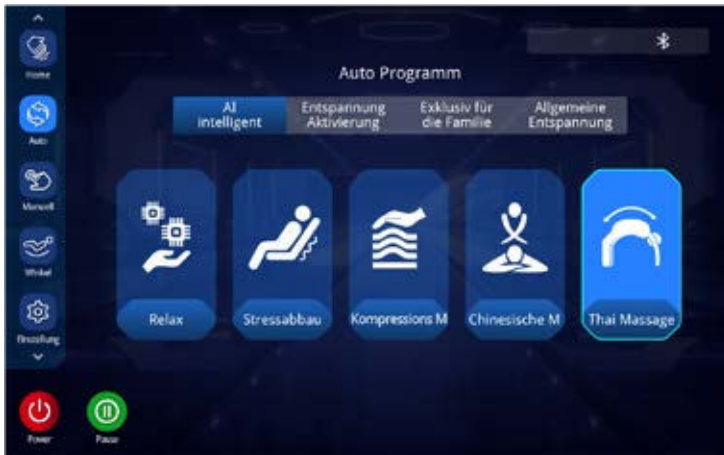 Home
Auto
Manuell
Winkel
Einstellung
Power
Pause
Auto Programm
AI
intelligent
Entspannung
Aktivierung
Exklusiv für
die Familie
Allgemeine
Entspannung
Relax
Stressabbau
Kompressions M
Chinesische M
Thai Massage